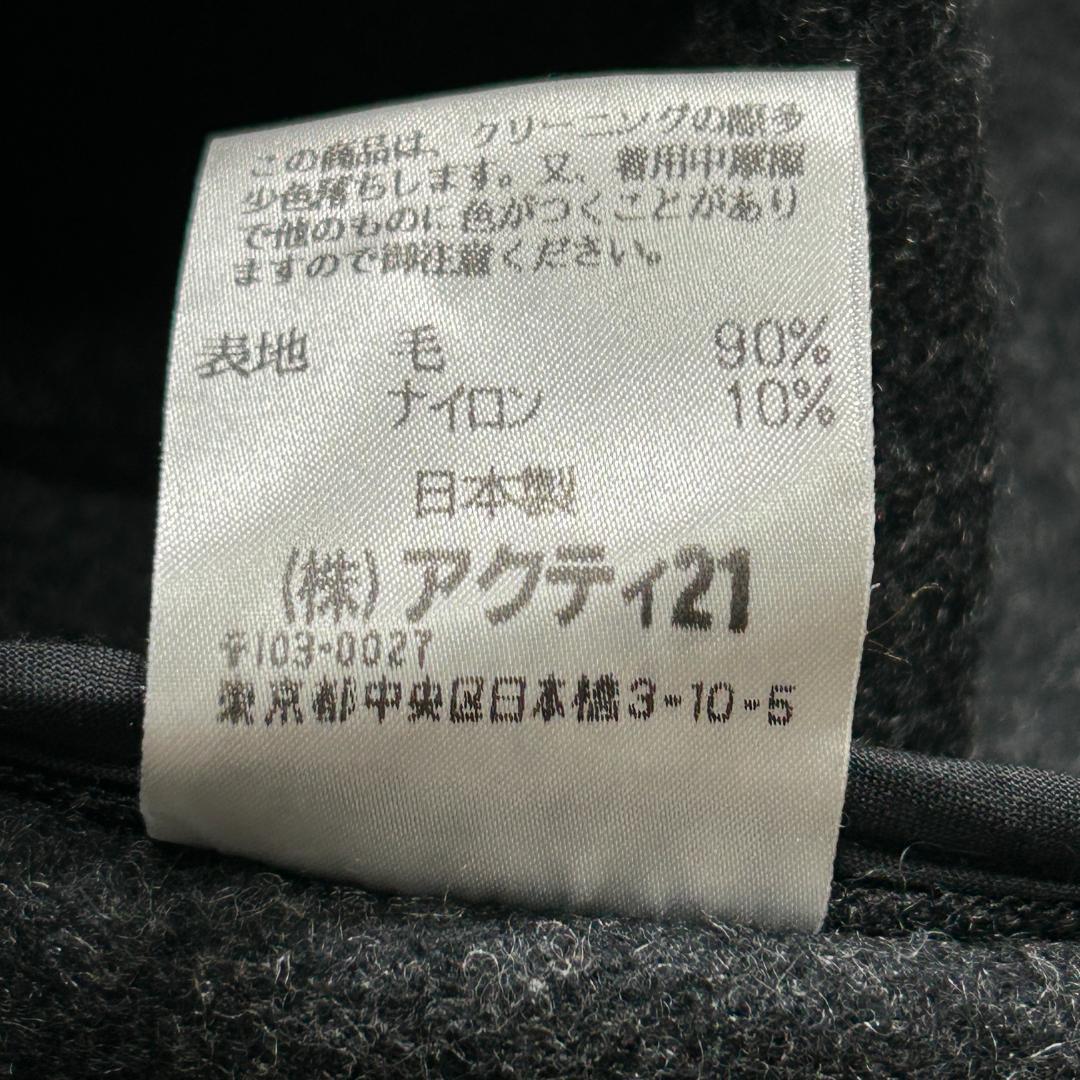 この商品は、クリーニングの際多
少色落ちします。又、着用中摩擦
で他のものに色がつくことがあり
ますので御注意ください。
表地 毛 90%
ナイロン 10%
日本製
(株)アクティ21
〒103-0027
東京都中央区日本橋3-10-5